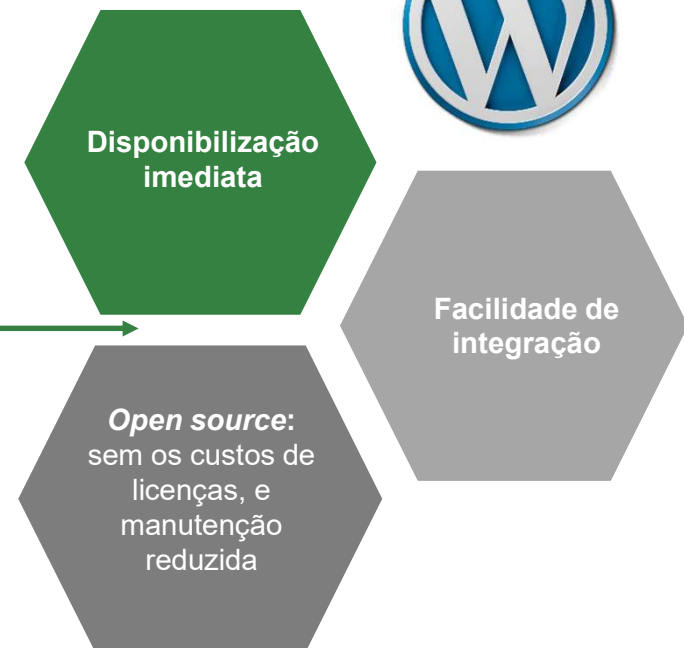 Disponibilização
imediata
Facilidade de
integração
Open source:
sem os custos de
licenças, e
manutenção
reduzida